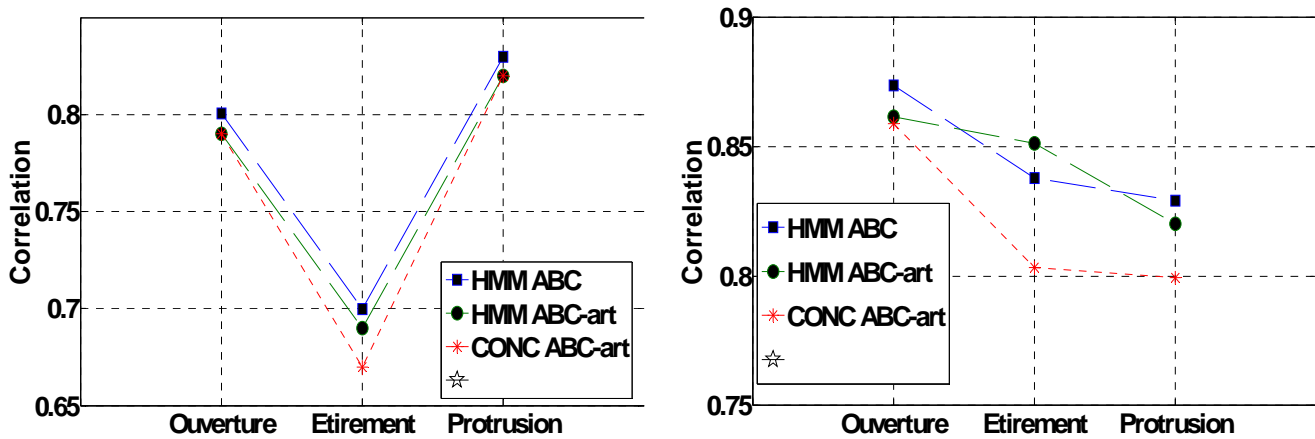 Correlation
0.8
0.75
0.7
0.65
HMM ABC
HMM ABC-art
CONC ABC-art
Ouverture Etirement Protrusion
Correlation
0.9
0.85
0.8
0.75
HMM ABC
HMM ABC-art
CONC ABC-art
Ouverture Etirement Protrusion